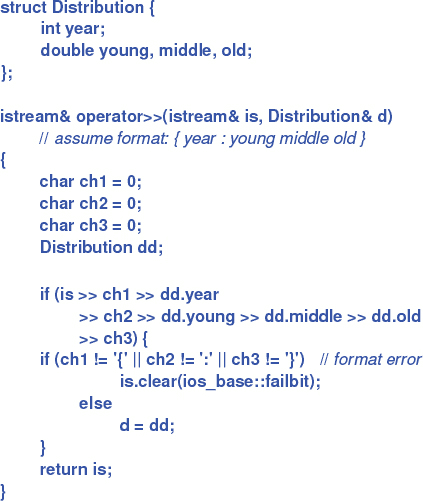 struct Distribution {
int year;
double young, middle, old;
};
istream& operator>>(istream& is, Distribution& d)
// assume format: { year : young middle old }
{
char ch1 = 0;
char ch2 = 0;
char ch3 = 0;
Distribution dd;
if (is >> ch1 >> dd.year
>> ch2 >> dd.young >> dd.middle >> dd.old
>> ch3) {
if (ch1 != '{' || ch2 != ':' || ch3 != '}') // format error
is.clear(ios_base::failbit);
else
d = dd;
}
return is;
}